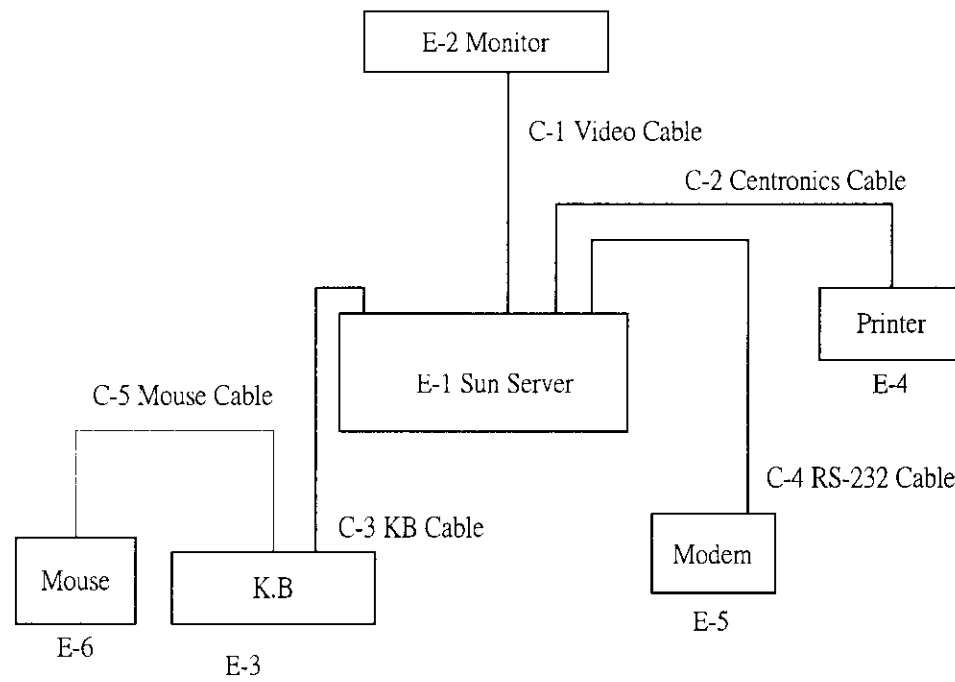 E-2 Monitor
C-1 Video Cable
C-2 Centronics Cable
Printer
E-4
E-1 Sun Server
C-5 Mouse Cable
C-4 RS-232 Cable
C-3 KB Cable
Modem
E-5
Mouse
E-6
K.B
E-3